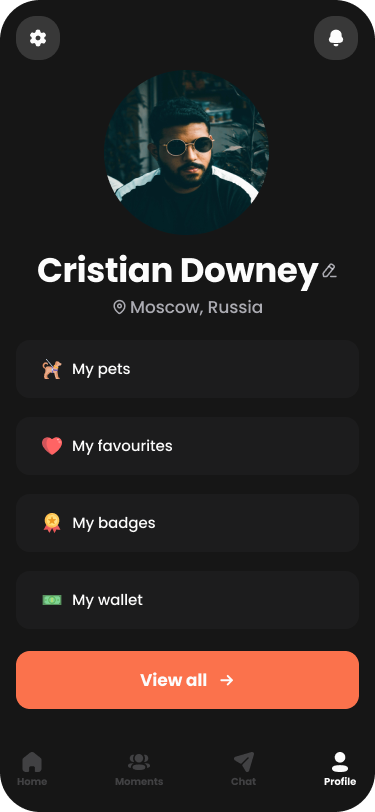 Cristian Downey
Moscow, Russia
My pets
My favourites
My badges
My wallet
View all
Home
Moments
Chat
Profile